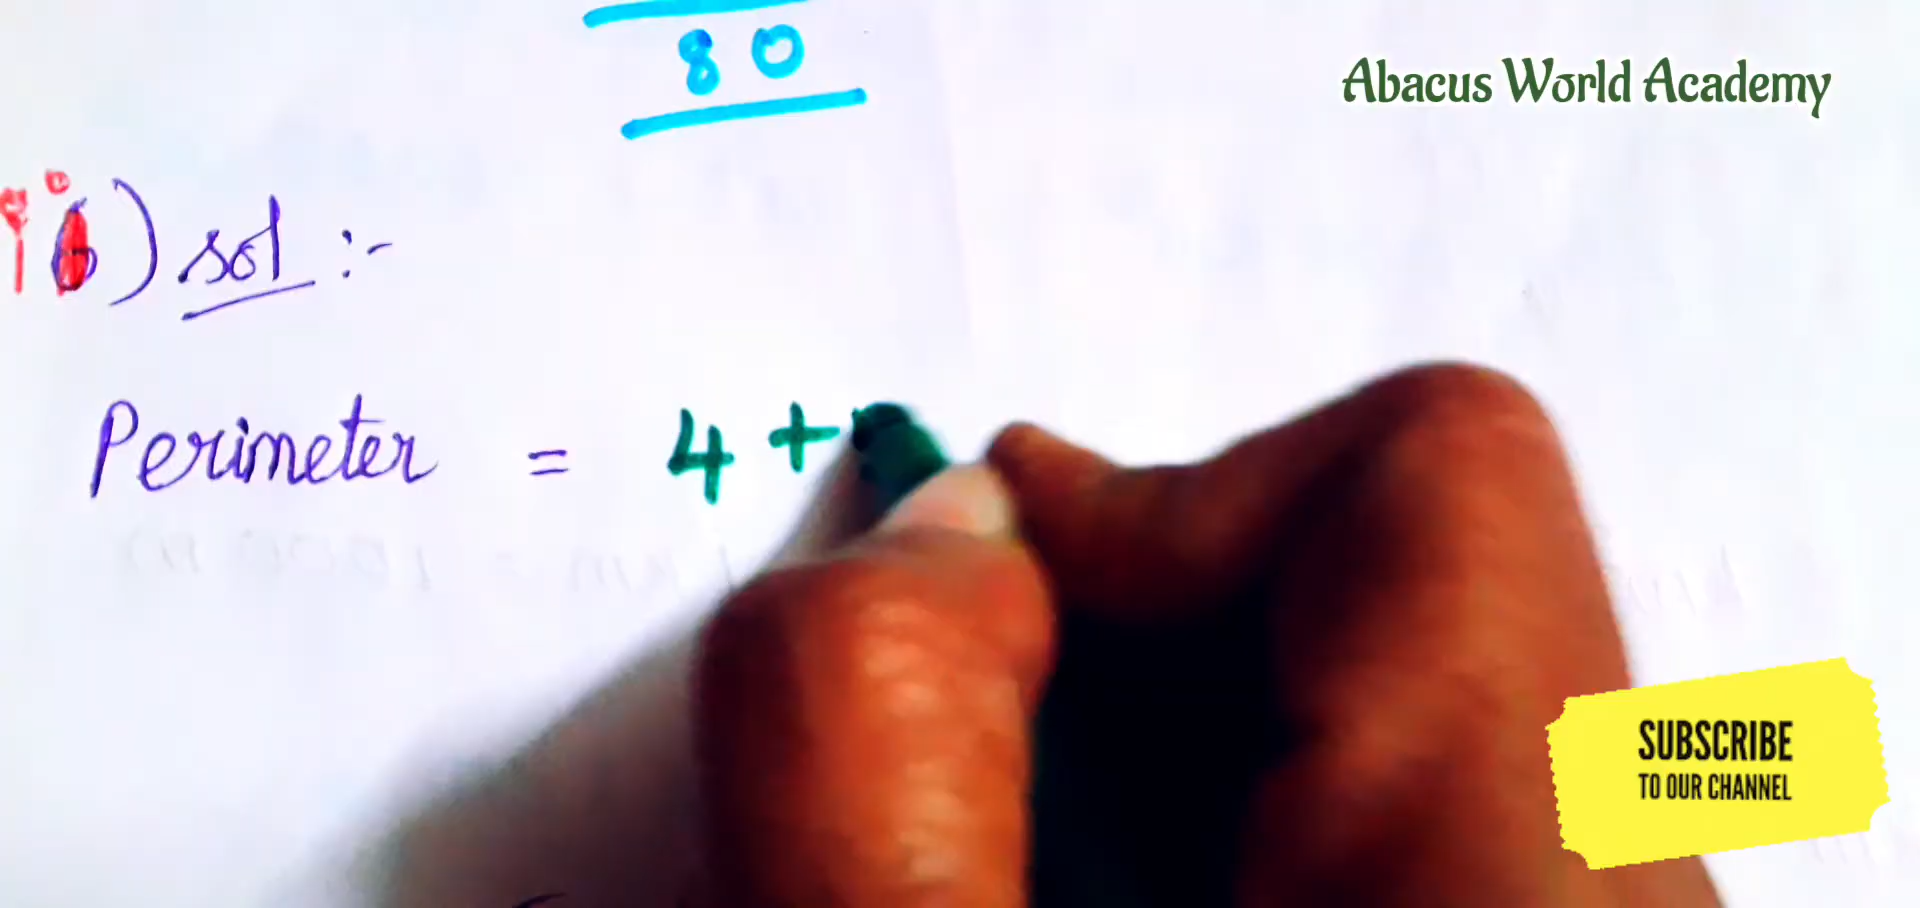 80
Abacus World Academy
) sol :-
Perimeter = 4 +
SUBSCRIBE
TO OUR CHANNEL